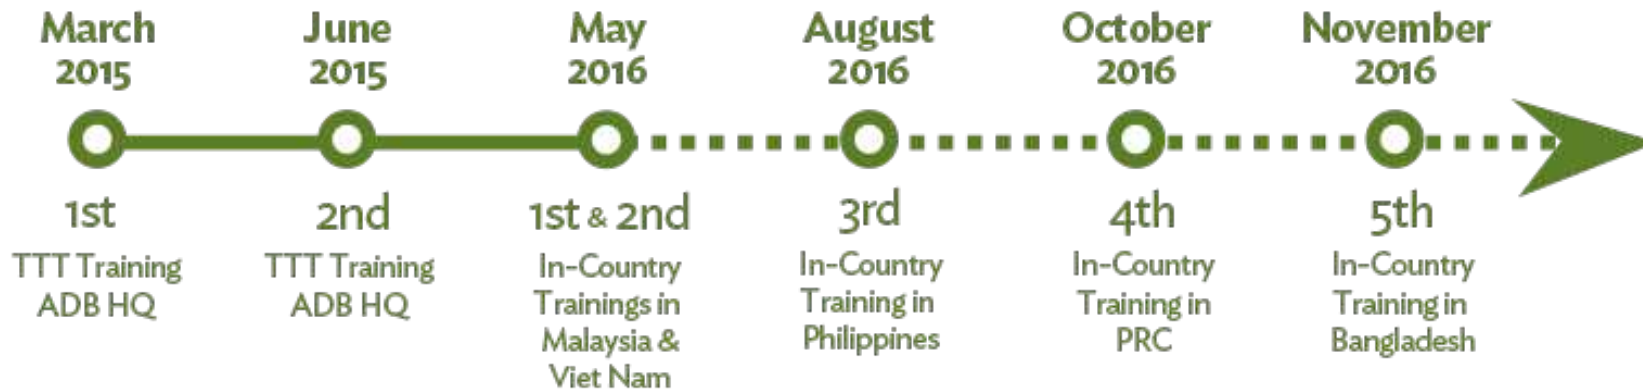 March
2015
1st
TTT Training
ADB HQ
June
2015
2nd
TTT Training
ADB HQ
May
2016
1st & 2nd
In-Country
Trainings in
Malaysia &
Viet Nam
August
2016
3rd
In-Country
Training in
Philippines
October
2016
4th
In-Country
Training in
PRC
November
2016
5th
In-Country
Training in
Bangladesh